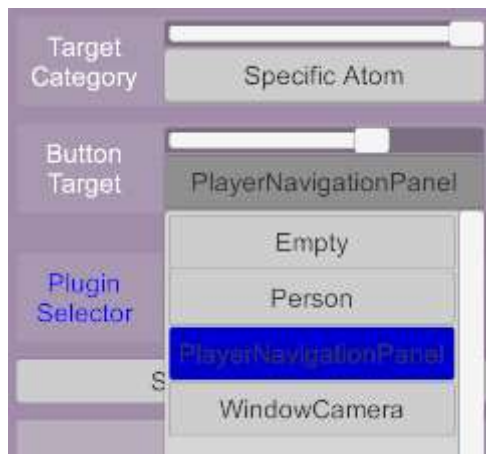 Target
Category
Specific Atom
Button
Target
PlayerNavigationPanel
Empty
Plugin
Selector
Person
PlayerNavigationPanel
S
WindowCamera